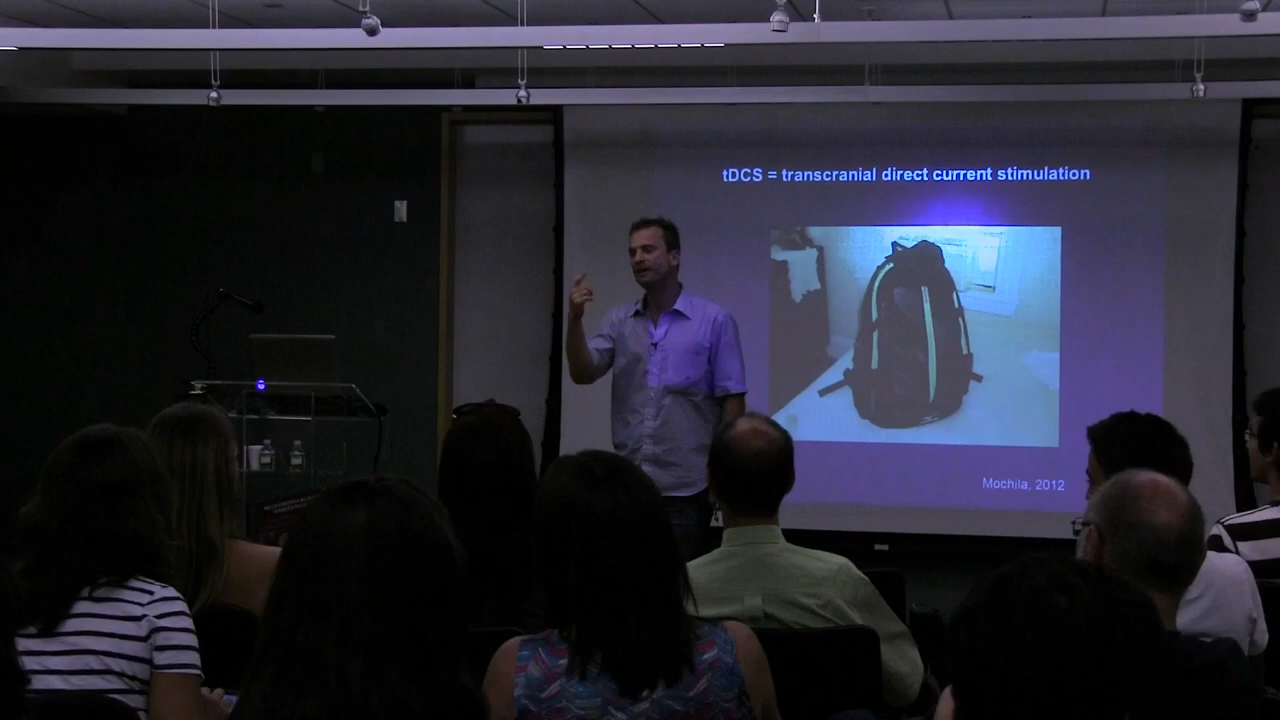 tDCS = transcranial direct current stimulation
Mochila, 2012